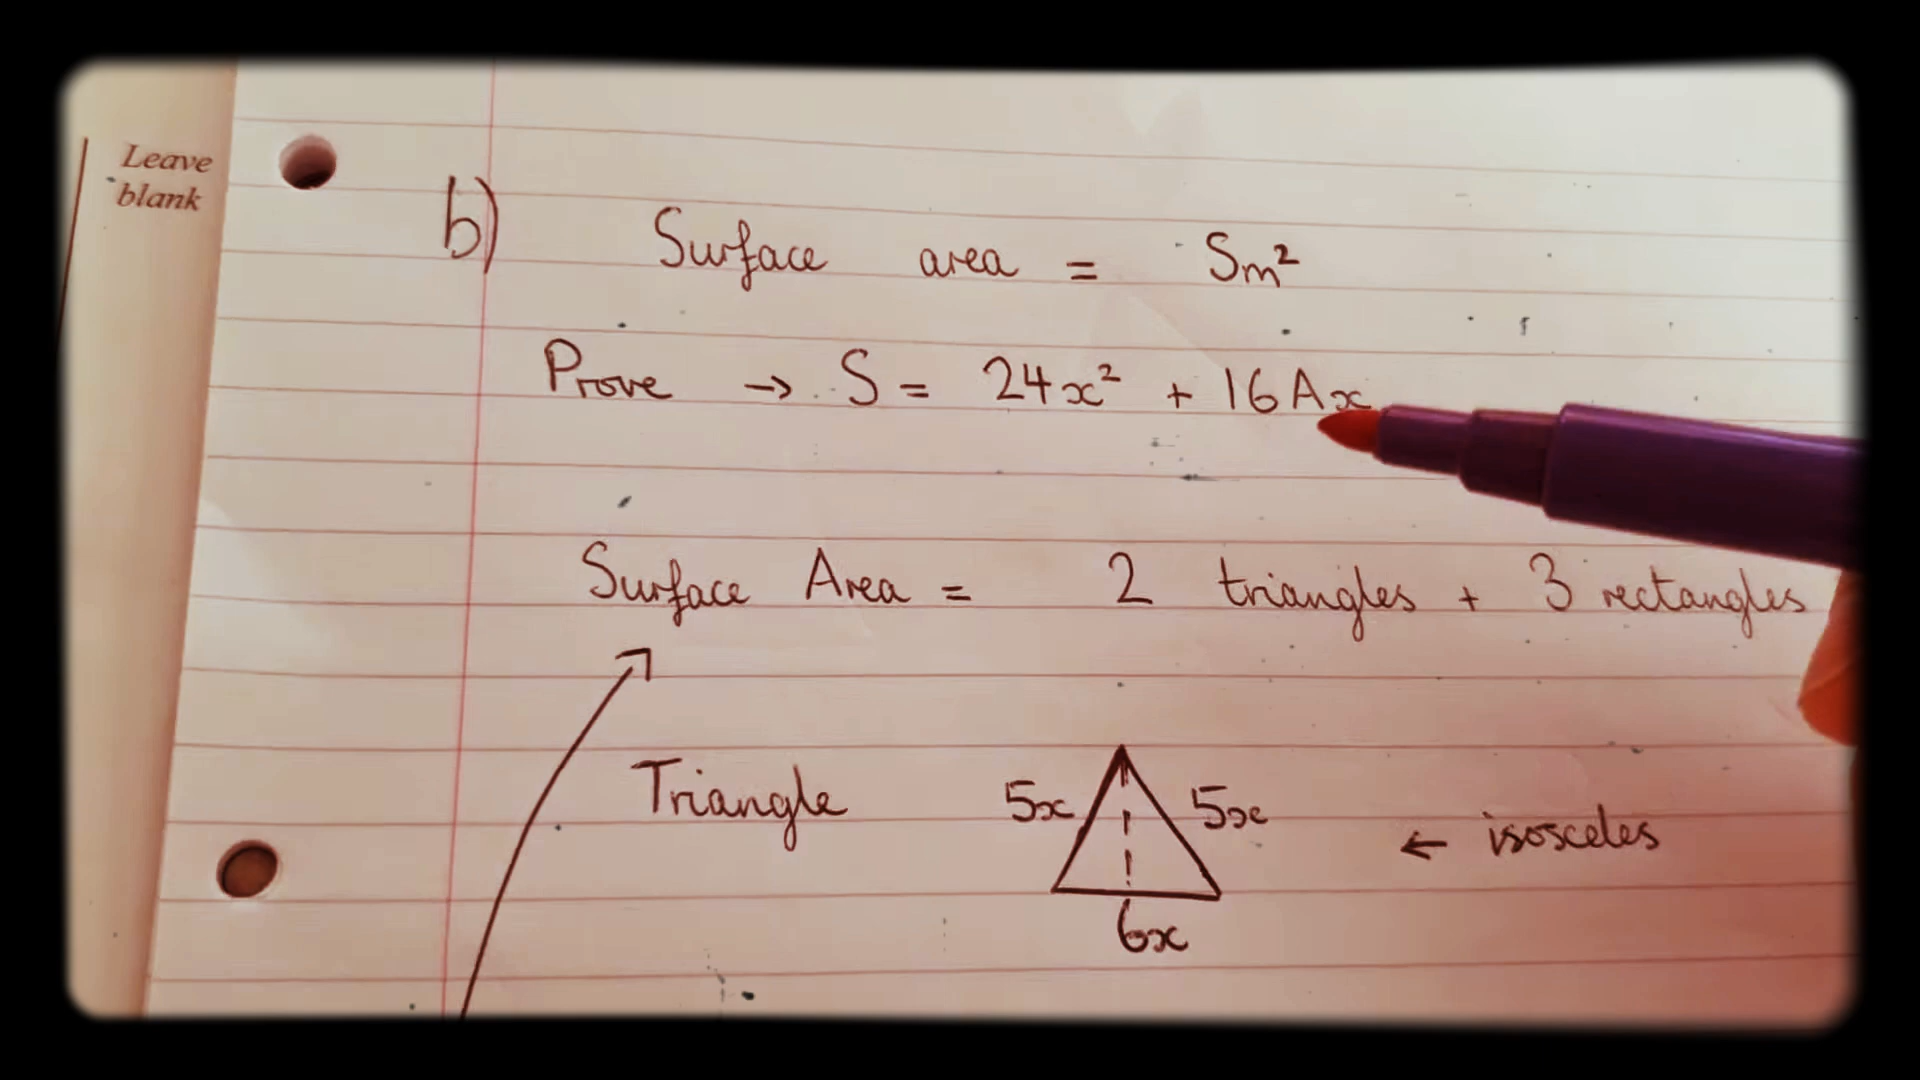 Leave
blank
b) Surface area = Sm²
Prove → S = 24x² + 16Ax
Surface Area = 2 triangles + 3 rectangles
Triangle 5x 5x ← isosceles
6x